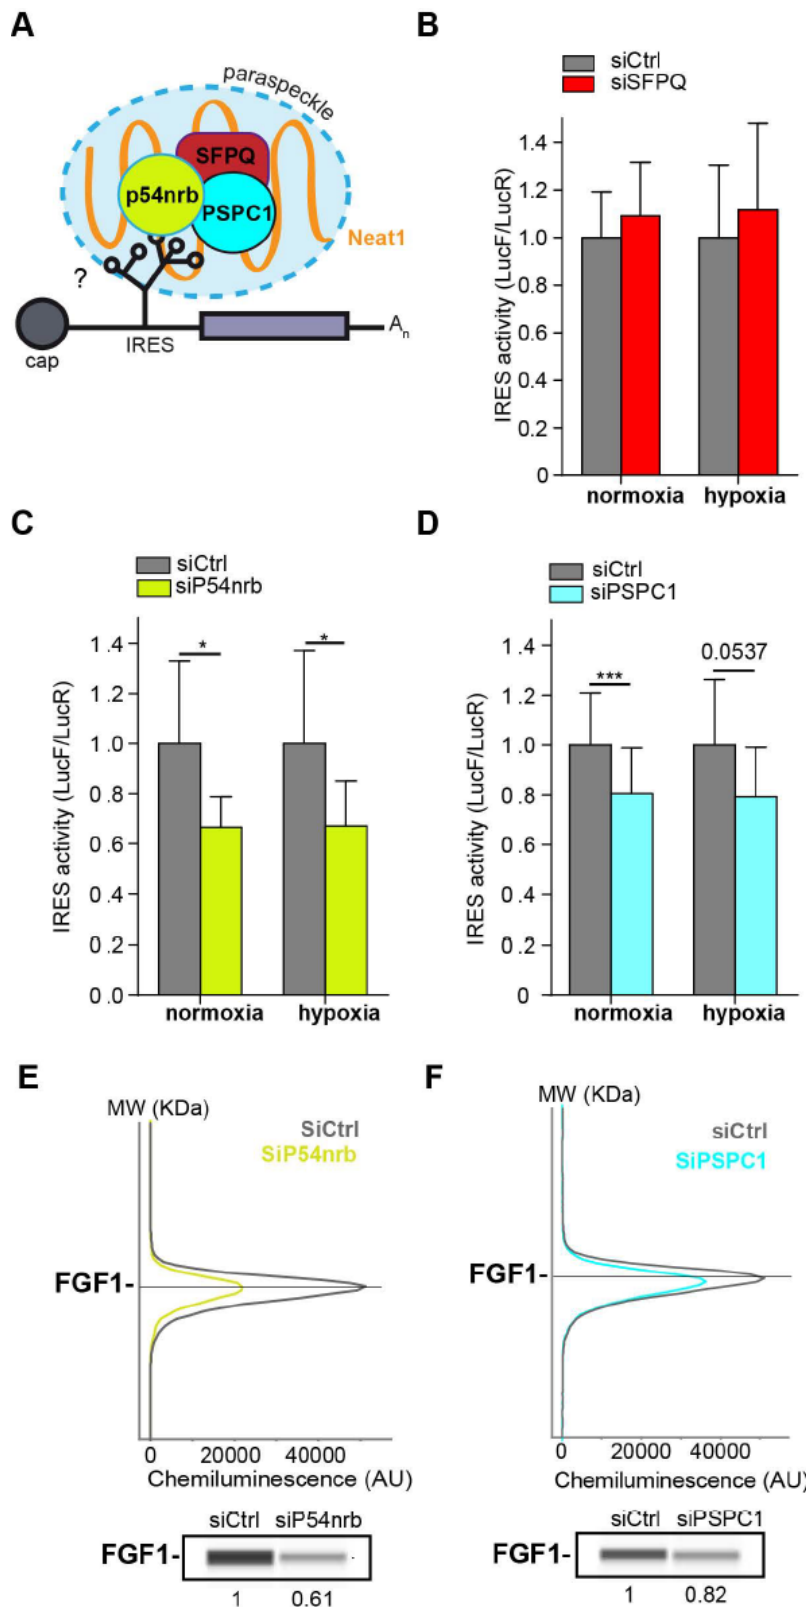 A
paraspeckle
SFPQ
p54nrb
PSPC1
Neat1
?
An
IRES
cap
B
siCtrl
siSFPQ
IRES activity (LucF/LucR)
1.4
1.2
1.0
0.8
0.6
0.4
0.2
0
normoxia hypoxia
C
siCtrl
siP54nrb
IRES activity (LucF/LucR)
1.4
1.2
1.0
0.8
0.6
0.4
0.2
0.0
* *
normoxia hypoxia
D
siCtrl
siPSPC1
IRES activity (LucF/LucR)
1.4
1.2
1.0
0.8
0.6
0.4
0.2
0
*** 0.0537
normoxia hypoxia
E
MW (KDa)
SiCtrl
SiP54nrb
FGF1-
0 20000 40000
Chemiluminescence (AU)
siCtrl siP54nrb
FGF1-
1 0.61
F
MW (KDa)
siCtrl
SiPSPC1
FGF1-
0 20000 40000
Chemiluminescence (AU)
siCtrl siPSPC1
FGF1-
1 0.82